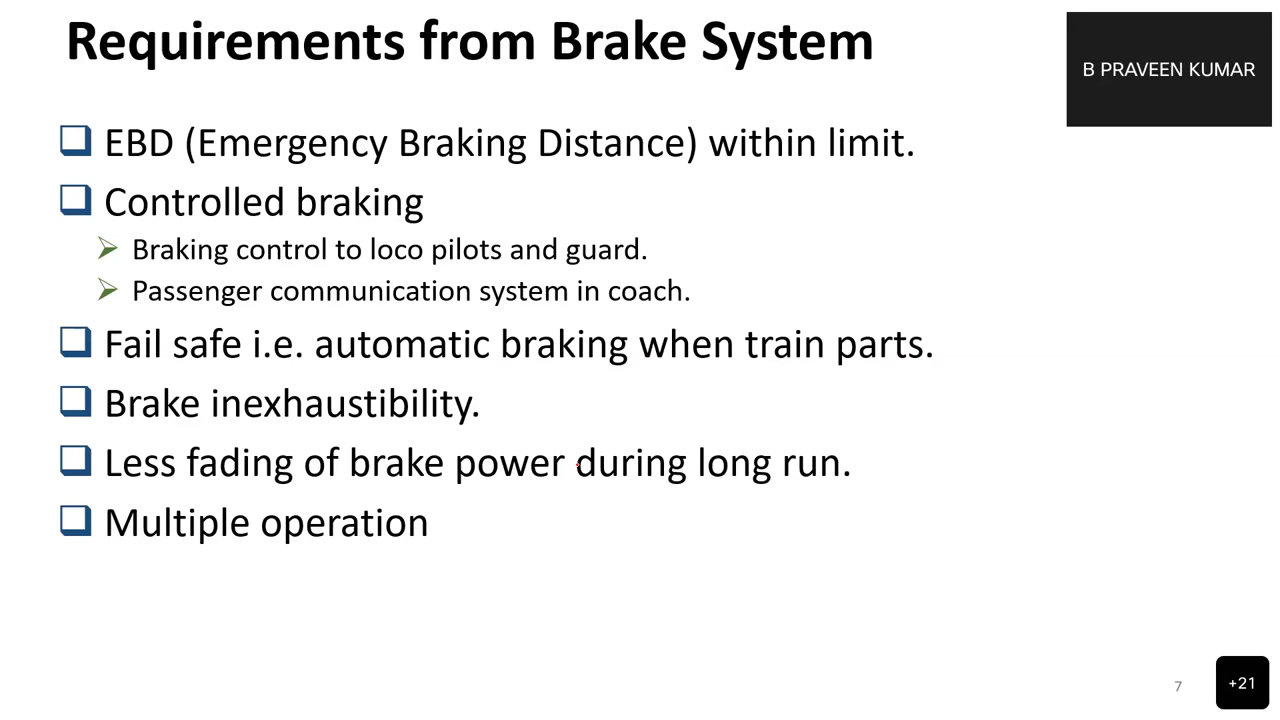 Requirements from Brake System
B PRAVEEN KUMAR
EBD (Emergency Braking Distance) within limit.
Controlled braking
Braking control to loco pilots and guard.
Passenger communication system in coach.
Fail safe i.e. automatic braking when train parts.
Brake inexhaustibility.
Less fading of brake power during long run.
Multiple operation
7
+21